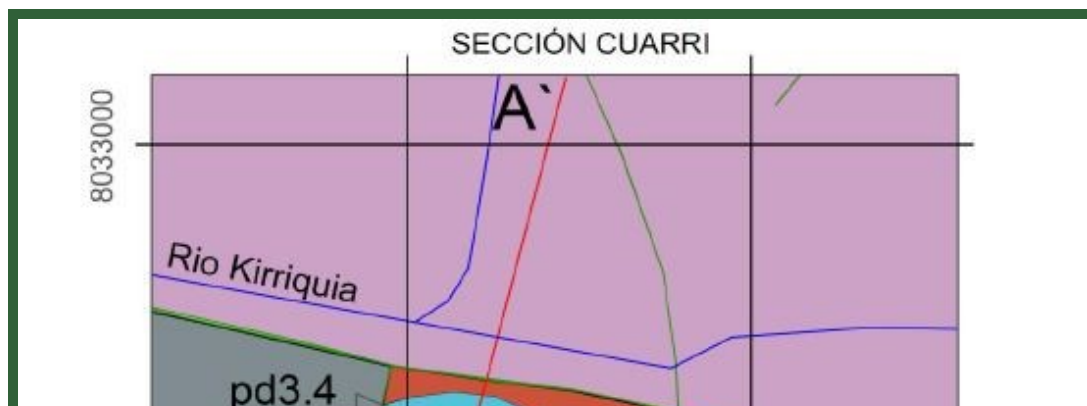 SECCIÓN CUARRI
A`
8033000
Rio Kirriquia
pd3.4